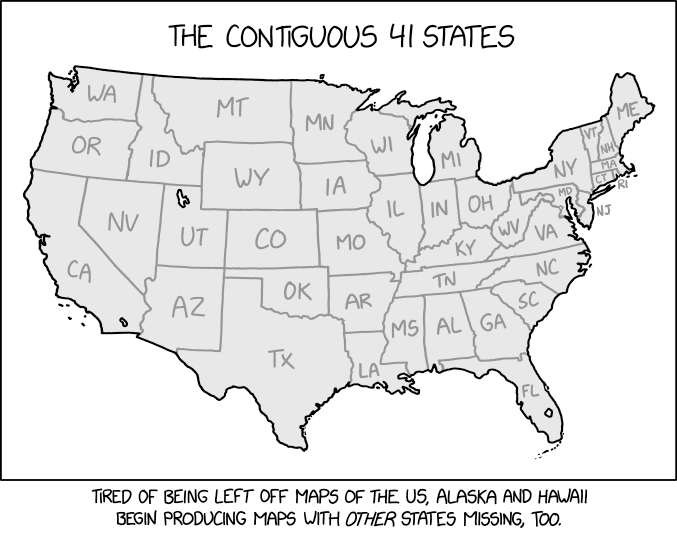 THE CONTIGUOUS 41 STATES
WA
MT
ME
OR
ID
MN
WI
MI
VT
NH
NY
MA
CT
RI
WY
IA
NV
UT
CO
IL
IN
OH
MD
NJ
MO
WV
VA
KY
CA
AZ
OK
AR
TN
NC
SC
MS
AL
GA
TX
LA
FL
TIRED OF BEING LEFT OFF MAPS OF THE US, ALASKA AND HAWAII
BEGIN PRODUCING MAPS WITH OTHER STATES MISSING, TOO.